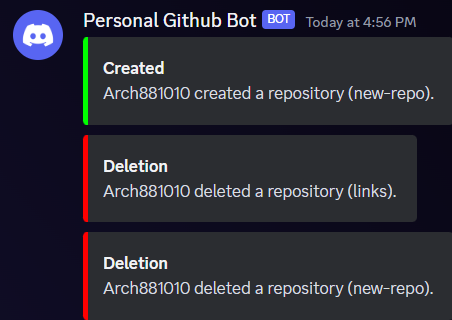 Personal Github Bot BOT Today at 4:56 PM
Created
Arch881010 created a repository (new-repo).
Deletion
Arch881010 deleted a repository (links).
Deletion
Arch881010 deleted a repository (new-repo).